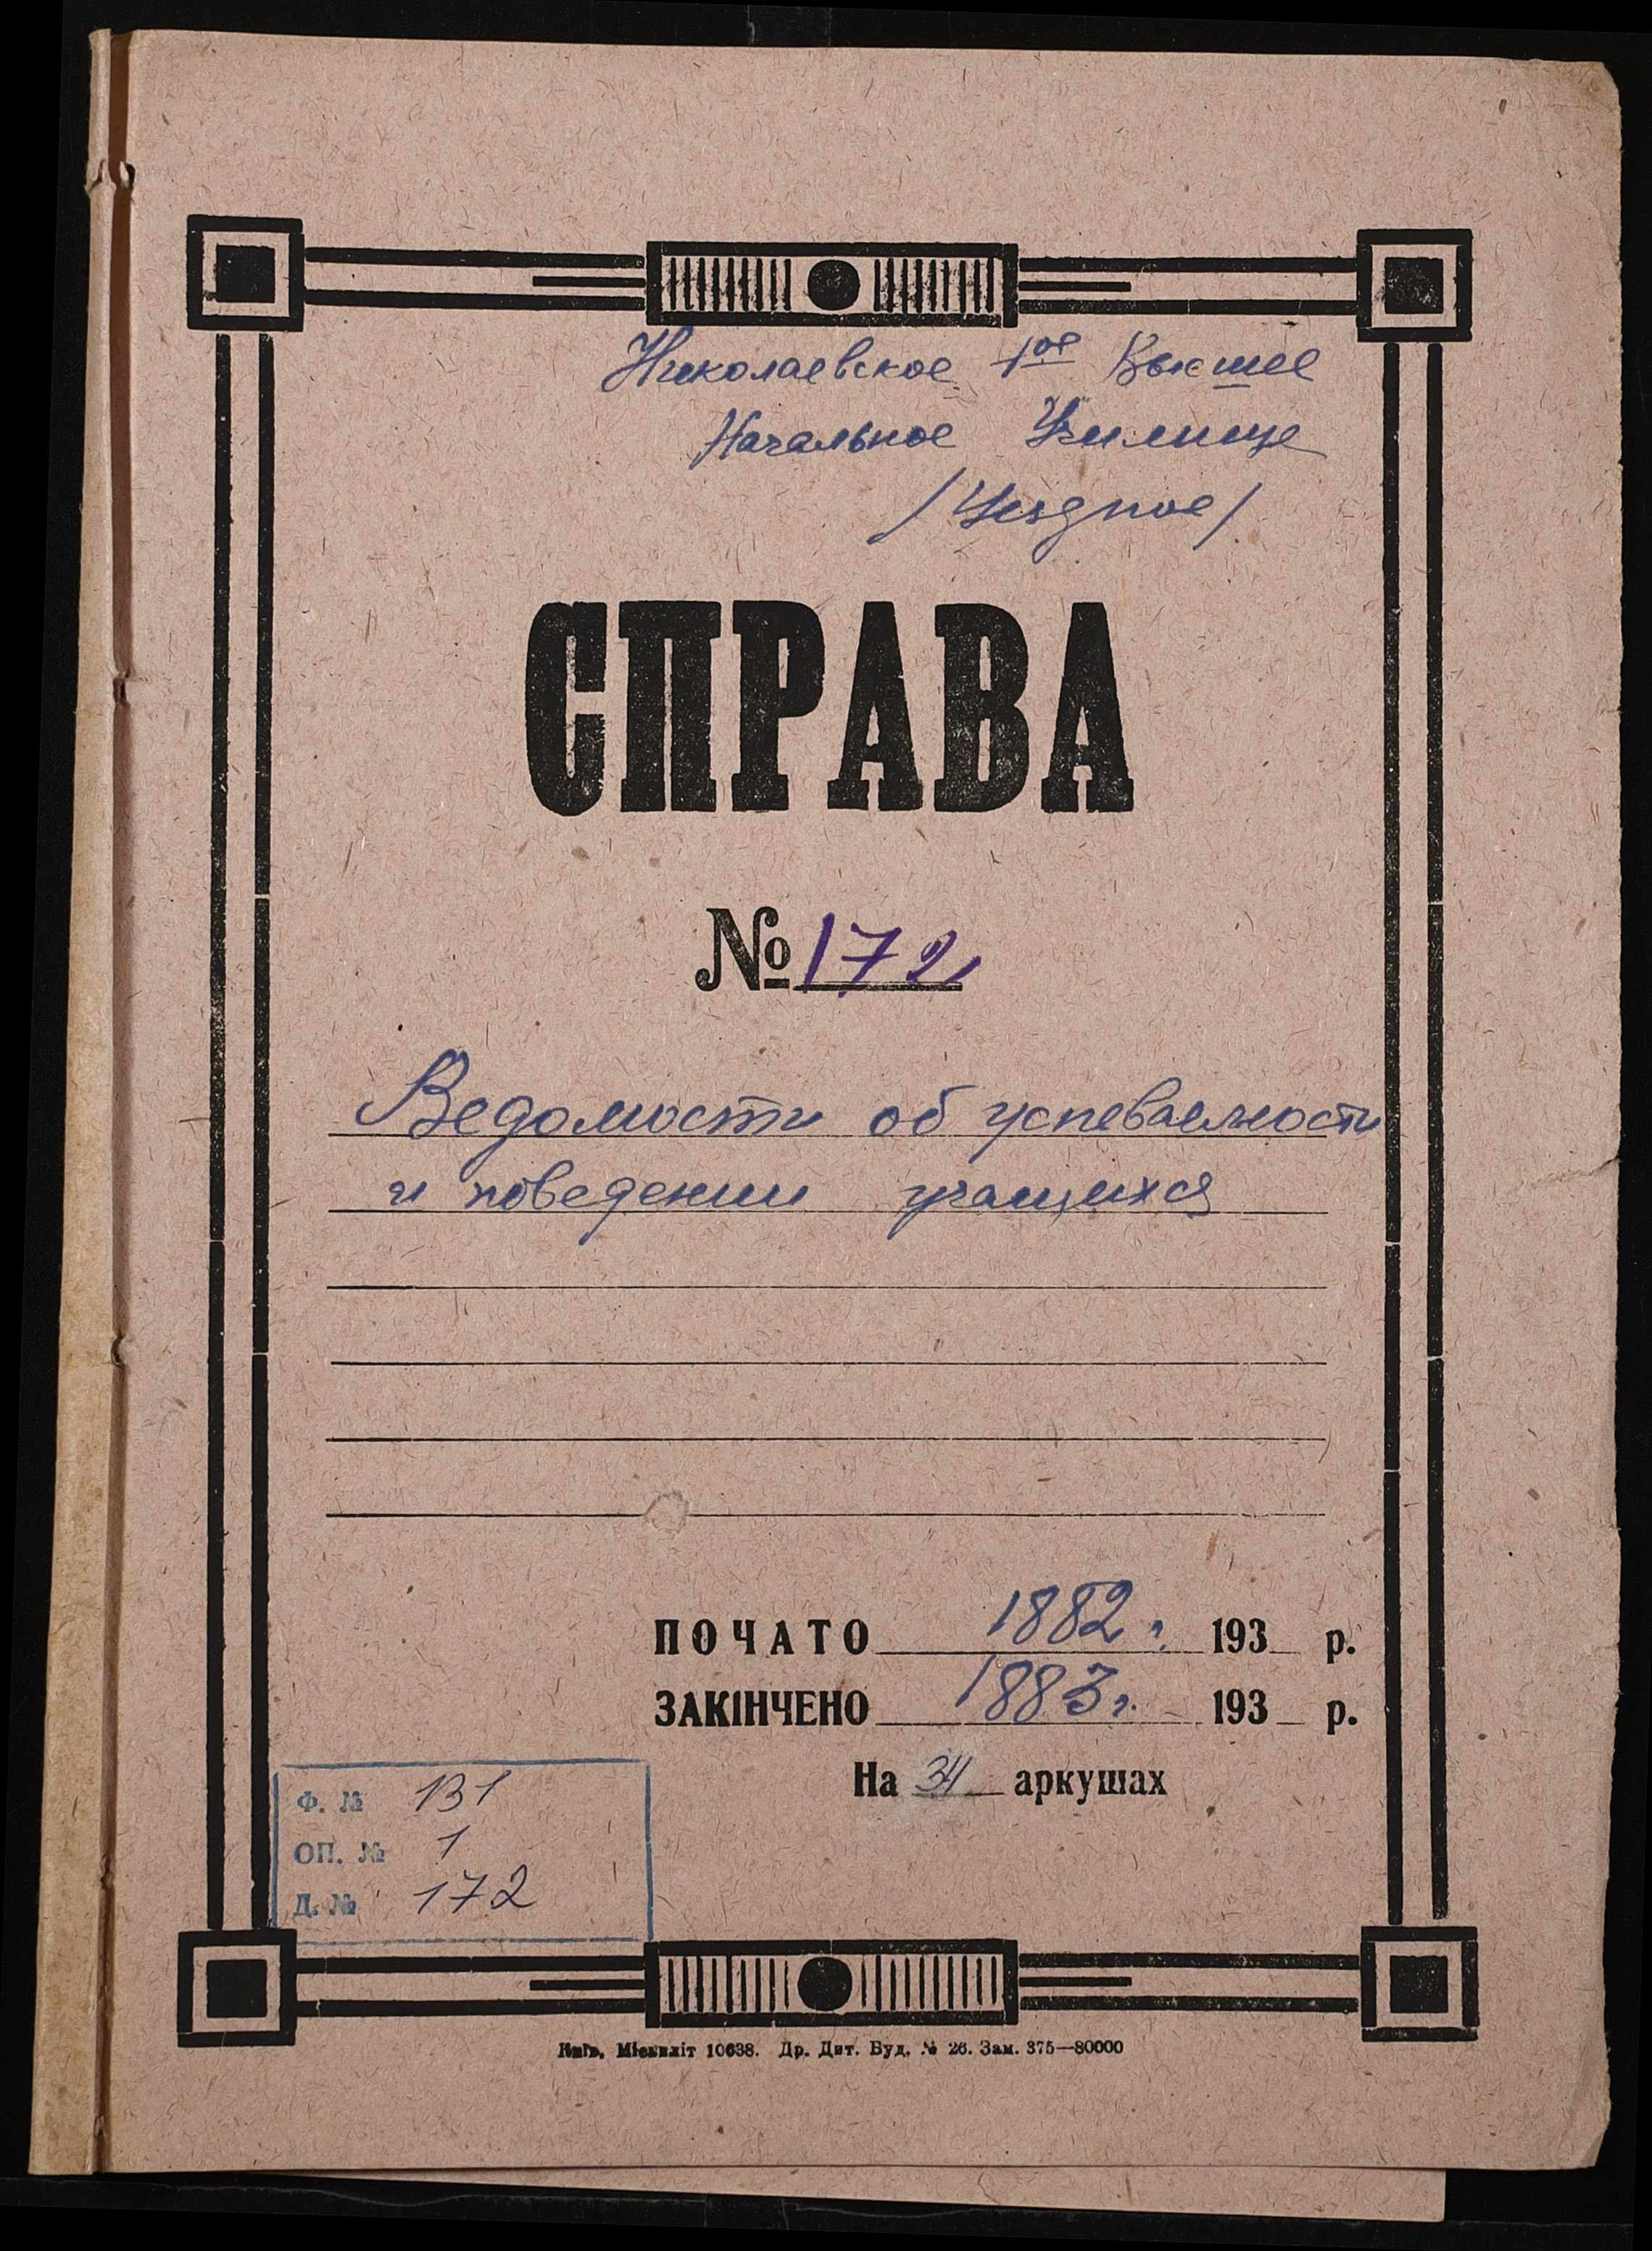 Николаевское 1ое Высшее
Начальное Училище
/Уездное/
СПРАВА
№ 172
Ведомости об успеваемости
и поведении учащихся
ПОЧАТО 1882 г. 193 р.
ЗАКІНЧЕНО 1883 г. 193 р.
На 34 аркушах
Ф. № 131
ОП. № 1
Д. № 172
Київ, Міськліт 10638. Др. Дит. Буд. № 26. Зам. 375—80000